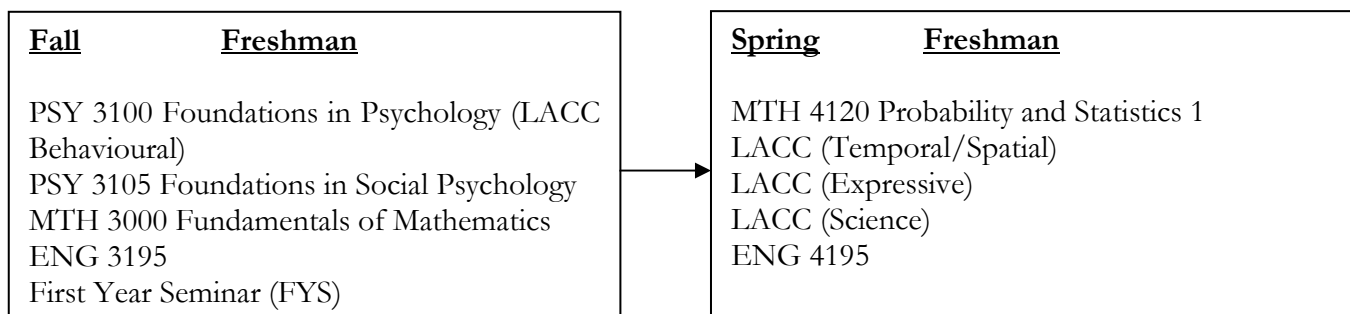 Fall Freshman
PSY 3100 Foundations in Psychology (LACC
Behavioural)
PSY 3105 Foundations in Social Psychology
MTH 3000 Fundamentals of Mathematics
ENG 3195
First Year Seminar (FYS)
Spring Freshman
MTH 4120 Probability and Statistics 1
LACC (Temporal/Spatial)
LACC (Expressive)
LACC (Science)
ENG 4195